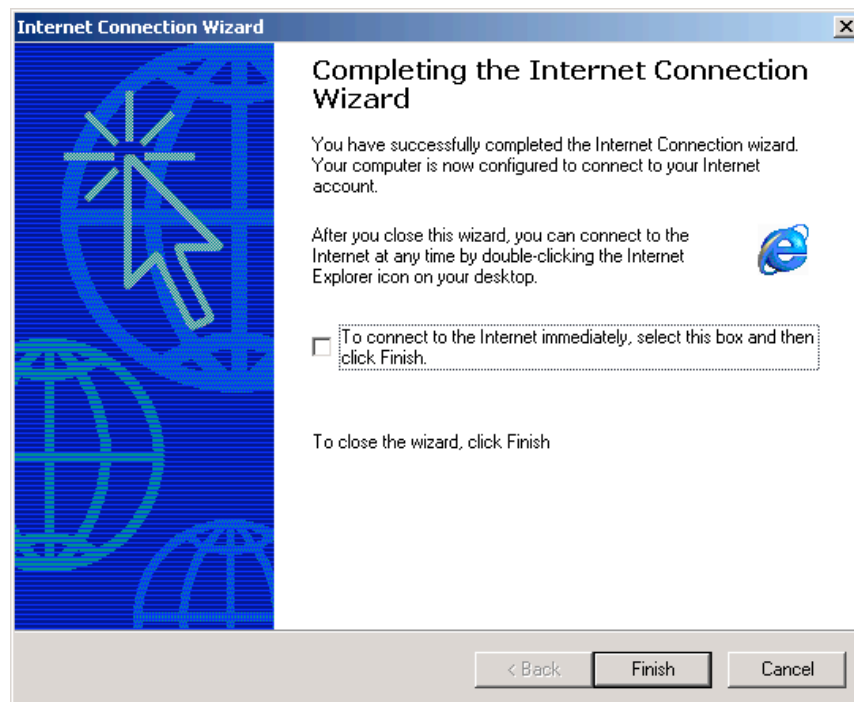 Internet Connection Wizard
Completing the Internet Connection
Wizard
You have successfully completed the Internet Connection wizard.
Your computer is now configured to connect to your Internet
account.
After you close this wizard, you can connect to the
Internet at any time by double-clicking the Internet
Explorer icon on your desktop.
To connect to the Internet immediately, select this box and then
click Finish.
To close the wizard, click Finish
< Back
Finish
Cancel